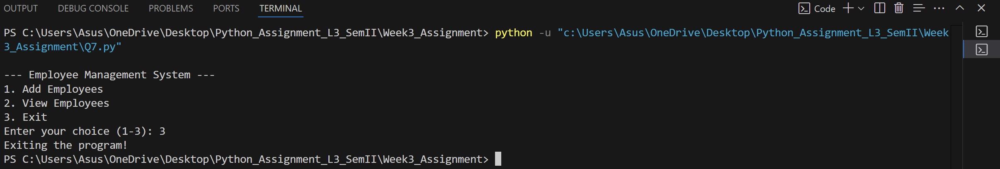 OUTPUT DEBUG CONSOLE PROBLEMS PORTS TERMINAL Code
PS C:\Users\Asus\OneDrive\Desktop\Python_Assignment_L3_SemII\Week3_Assignment> python -u "c:\Users\Asus\OneDrive\Desktop\Python_Assignment_L3_SemII\Week
3_Assignment\Q7.py"
--- Employee Management System ---
1. Add Employees
2. View Employees
3. Exit
Enter your choice (1-3): 3
Exiting the program!
PS C:\Users\Asus\OneDrive\Desktop\Python_Assignment_L3_SemII\Week3_Assignment>